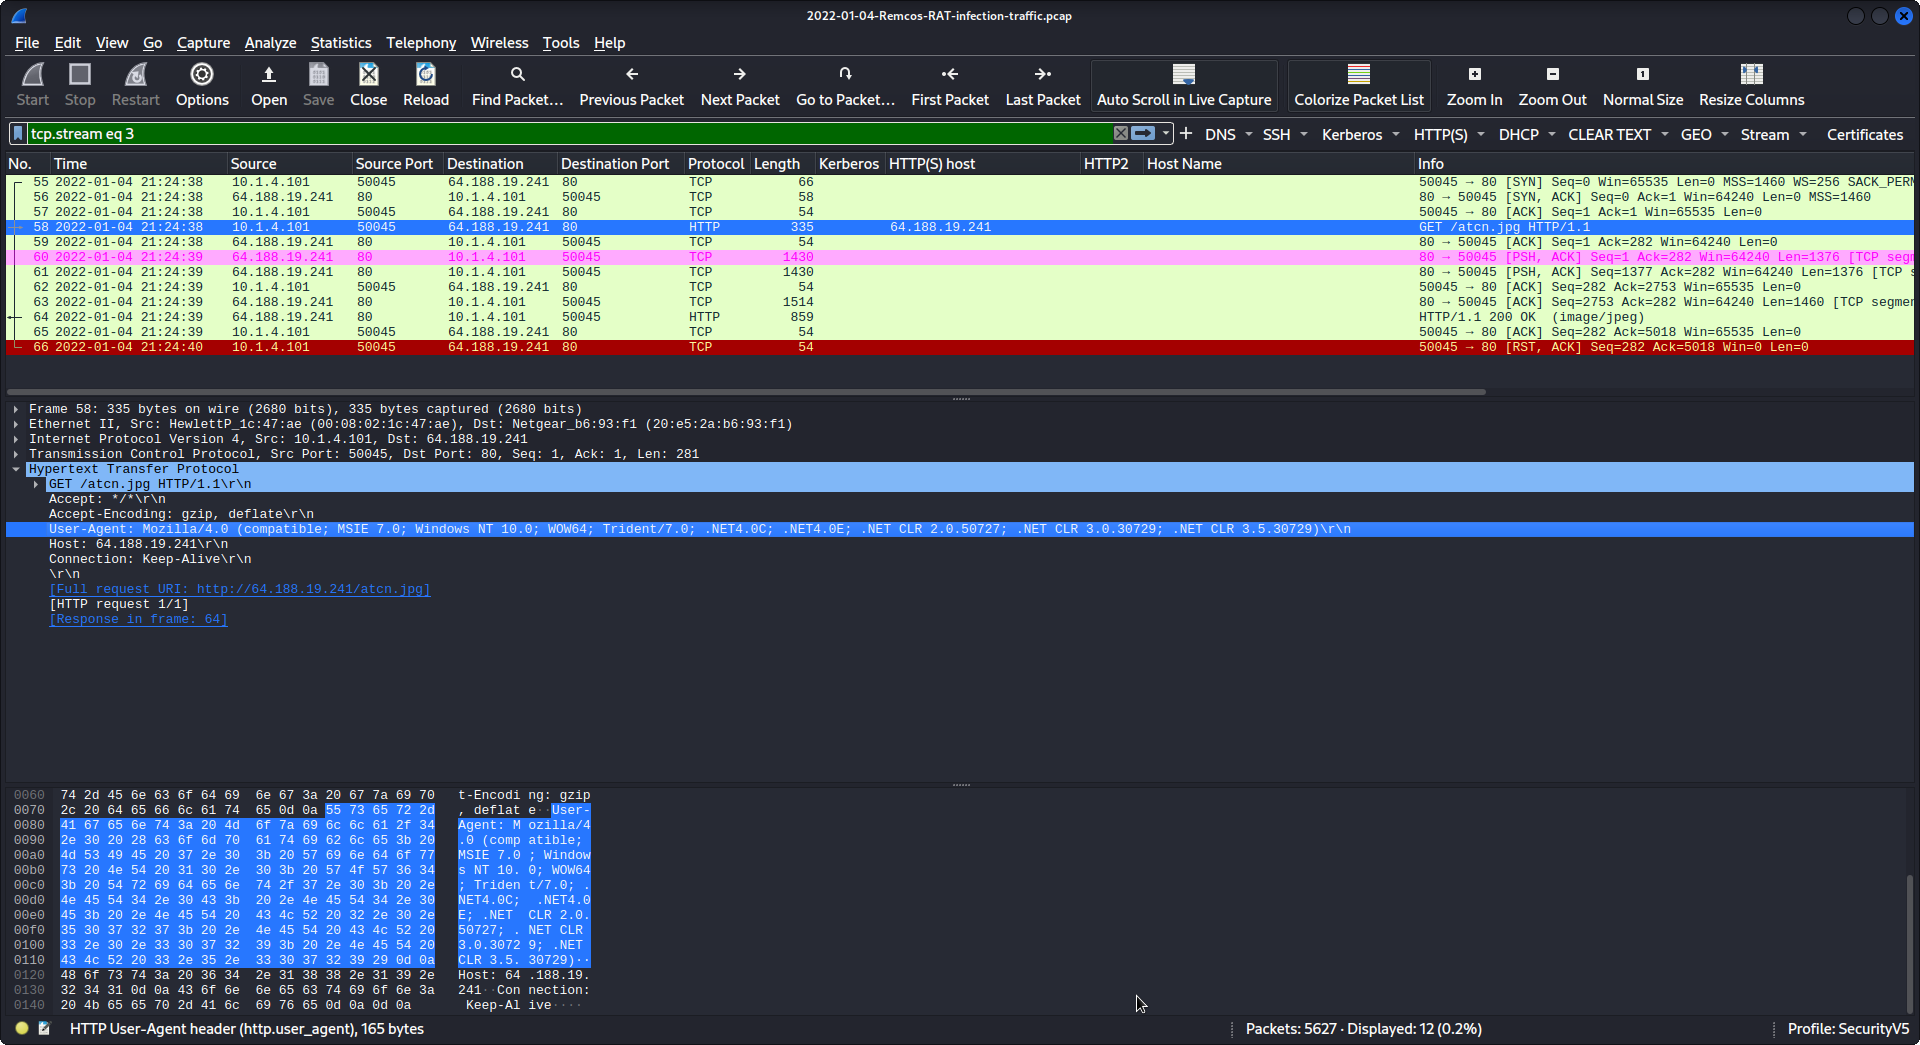 2022-01-04-Remcos-RAT-infection-traffic.pcap
File Edit View Go Capture Analyze Statistics Telephony Wireless Tools Help
Start Stop Restart Options Open Save Close Reload Find Packet... Previous Packet Next Packet Go to Packet... First Packet Last Packet Auto Scroll in Live Capture Colorize Packet List Zoom In Zoom Out Normal Size Resize Columns
tcp.stream eq 3 + DNS SSH Kerberos HTTP(S) DHCP CLEAR TEXT GEO Stream Certificates
No. Time Source Source Port Destination Destination Port Protocol Length Kerberos HTTP(S) host HTTP2 Host Name Info
55 2022-01-04 21:24:38 10.1.4.101 50045 64.188.19.241 80 TCP 66 50045 → 80 [SYN] Seq=0 Win=65535 Len=0 MSS=1460 WS=256 SACK_PERM
56 2022-01-04 21:24:38 64.188.19.241 80 10.1.4.101 50045 TCP 58 80 → 50045 [SYN, ACK] Seq=0 Ack=1 Win=64240 Len=0 MSS=1460
57 2022-01-04 21:24:38 10.1.4.101 50045 64.188.19.241 80 TCP 54 50045 → 80 [ACK] Seq=1 Ack=1 Win=65535 Len=0
58 2022-01-04 21:24:38 10.1.4.101 50045 64.188.19.241 80 HTTP 335 64.188.19.241 GET /atcn.jpg HTTP/1.1
59 2022-01-04 21:24:38 64.188.19.241 80 10.1.4.101 50045 TCP 54 80 → 50045 [ACK] Seq=1 Ack=282 Win=64240 Len=0
60 2022-01-04 21:24:39 64.188.19.241 80 10.1.4.101 50045 TCP 1430 80 → 50045 [PSH, ACK] Seq=1 Ack=282 Win=64240 Len=1376 [TCP segm
61 2022-01-04 21:24:39 64.188.19.241 80 10.1.4.101 50045 TCP 1430 80 → 50045 [PSH, ACK] Seq=1377 Ack=282 Win=64240 Len=1376 [TCP s
62 2022-01-04 21:24:39 10.1.4.101 50045 64.188.19.241 80 TCP 54 50045 → 80 [ACK] Seq=282 Ack=2753 Win=65535 Len=0
63 2022-01-04 21:24:39 64.188.19.241 80 10.1.4.101 50045 TCP 1514 80 → 50045 [ACK] Seq=2753 Ack=282 Win=64240 Len=1460 [TCP segmen
64 2022-01-04 21:24:39 64.188.19.241 80 10.1.4.101 50045 HTTP 859 HTTP/1.1 200 OK (image/jpeg)
65 2022-01-04 21:24:39 10.1.4.101 50045 64.188.19.241 80 TCP 54 50045 → 80 [ACK] Seq=282 Ack=5018 Win=65535 Len=0
66 2022-01-04 21:24:40 10.1.4.101 50045 64.188.19.241 80 TCP 54 50045 → 80 [RST, ACK] Seq=282 Ack=5018 Win=0 Len=0
Frame 58: 335 bytes on wire (2680 bits), 335 bytes captured (2680 bits)
Ethernet II, Src: HewlettP_1c:47:ae (00:08:02:1c:47:ae), Dst: Netgear_b6:93:f1 (20:e5:2a:b6:93:f1)
Internet Protocol Version 4, Src: 10.1.4.101, Dst: 64.188.19.241
Transmission Control Protocol, Src Port: 50045, Dst Port: 80, Seq: 1, Ack: 1, Len: 281
Hypertext Transfer Protocol
GET /atcn.jpg HTTP/1.1\r\n
Accept: */*\r\n
Accept-Encoding: gzip, deflate\r\n
User-Agent: Mozilla/4.0 (compatible; MSIE 7.0; Windows NT 10.0; WOW64; Trident/7.0; .NET4.0C; .NET4.0E; .NET CLR 2.0.50727; .NET CLR 3.0.30729; .NET CLR 3.5.30729)\r\n
Host: 64.188.19.241\r\n
Connection: Keep-Alive\r\n
\r\n
[Full request URI: http://64.188.19.241/atcn.jpg]
[HTTP request 1/1]
[Response in frame: 64]
0060 74 2d 45 6e 63 6f 64 69 6e 67 3a 20 67 7a 69 70 t-Encodi ng: gzip
0070 2c 20 64 65 66 6c 61 74 65 0d 0a 55 73 65 72 2d , deflat e··User-
0080 41 67 65 6e 74 3a 20 4d 6f 7a 69 6c 6c 61 2f 34 Agent: M ozilla/4
0090 2e 30 20 28 63 6f 6d 70 61 74 69 62 6c 65 3b 20 .0 (comp atible;
00a0 4d 53 49 45 20 37 2e 30 3b 20 57 69 6e 64 6f 77 MSIE 7.0 ; Window
00b0 73 20 4e 54 20 31 30 2e 30 3b 20 57 4f 57 36 34 s NT 10. 0; WOW64
00c0 3b 20 54 72 69 64 65 6e 74 2f 37 2e 30 3b 20 2e ; Triden t/7.0; .
00d0 4e 45 54 34 2e 30 43 3b 20 2e 4e 45 54 34 2e 30 NET4.0C; .NET4.0
00e0 45 3b 20 2e 4e 45 54 20 43 4c 52 20 32 2e 30 2e E; .NET CLR 2.0.
00f0 35 30 37 32 37 3b 20 2e 4e 45 54 20 43 4c 52 20 50727; . NET CLR
0100 33 2e 30 2e 33 30 37 32 39 3b 20 2e 4e 45 54 20 3.0.3072 9; .NET
0110 43 4c 52 20 33 2e 35 2e 33 30 37 32 39 29 0d 0a CLR 3.5. 30729)··
0120 48 6f 73 74 3a 20 36 34 2e 31 38 38 2e 31 39 2e Host: 64 .188.19.
0130 32 34 31 0d 0a 43 6f 6e 6e 65 63 74 69 6f 6e 3a 241··Con nection:
0140 20 4b 65 65 70 2d 41 6c 69 76 65 0d 0a 0d 0a Keep-Al ive····
HTTP User-Agent header (http.user_agent), 165 bytes Packets: 5627 · Displayed: 12 (0.2%) Profile: SecurityV5